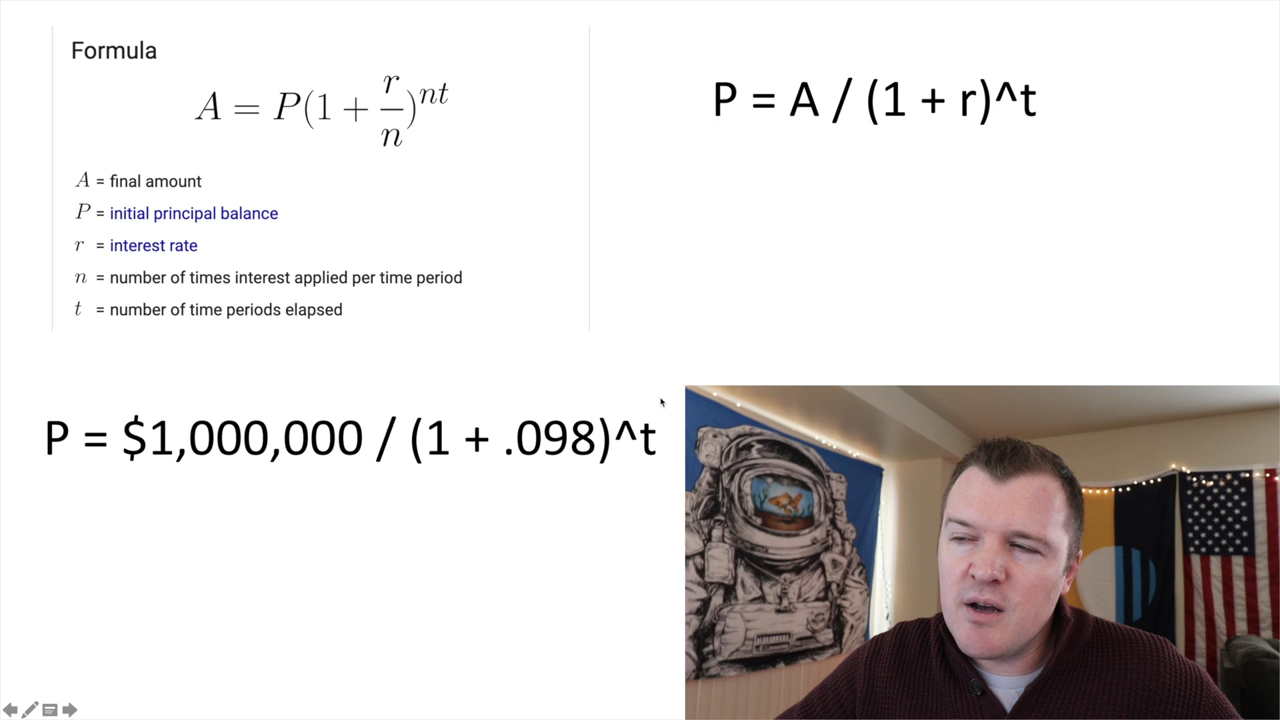 Formula
A = P(1 + r/n)^nt
A = final amount
P = initial principal balance
r = interest rate
n = number of times interest applied per time period
t = number of time periods elapsed
P = A / (1 + r)^t
P = $1,000,000 / (1 + .098)^t